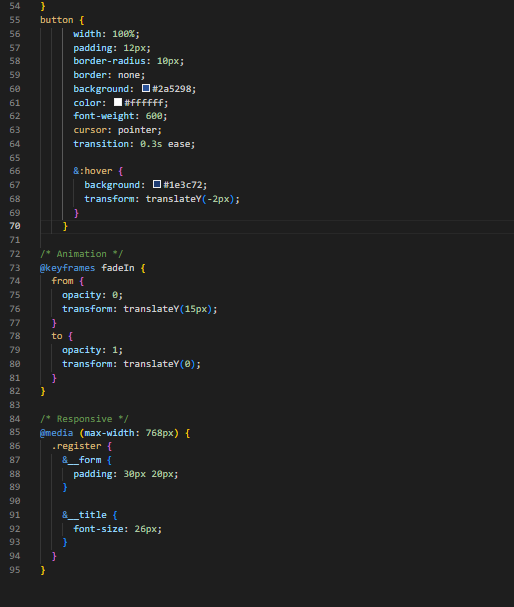 54 }
55 button {
56 width: 100%;
57 padding: 12px;
58 border-radius: 10px;
59 border: none;
60 background: #2a5298;
61 color: #ffffff;
62 font-weight: 600;
63 cursor: pointer;
64 transition: 0.3s ease;
65
66 &:hover {
67 background: #1e3c72;
68 transform: translateY(-2px);
69 }
70 }
71
72 /* Animation */
73 @keyframes fadeIn {
74 from {
75 opacity: 0;
76 transform: translateY(15px);
77 }
78 to {
79 opacity: 1;
80 transform: translateY(0);
81 }
82 }
83
84 /* Responsive */
85 @media (max-width: 768px) {
86 .register {
87 &__form {
88 padding: 30px 20px;
89 }
90
91 &__title {
92 font-size: 26px;
93 }
94 }
95 }